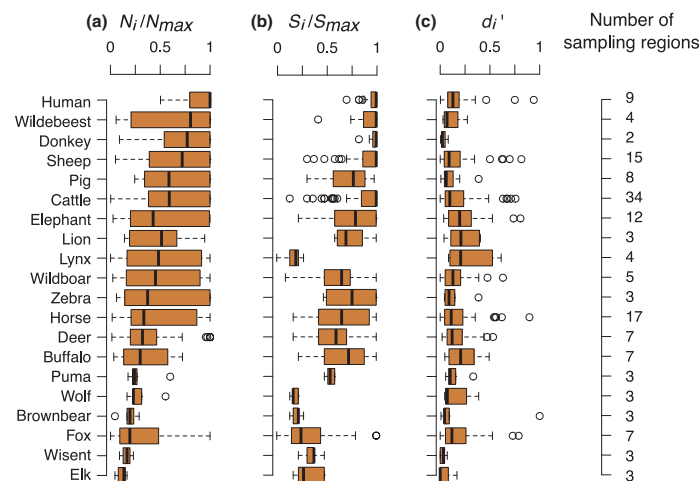 (a) Ni/Nmax (b) Si/Smax (c) di' Number of
sampling regions
0 0.5 1 0 0.5 1 0 0.5 1
Human 9
Wildebeest 4
Donkey 2
Sheep 15
Pig 8
Cattle 34
Elephant 12
Lion 3
Lynx 4
Wildboar 5
Zebra 3
Horse 17
Deer 7
Buffalo 7
Puma 3
Wolf 3
Brownbear 3
Fox 7
Wisent 3
Elk 3